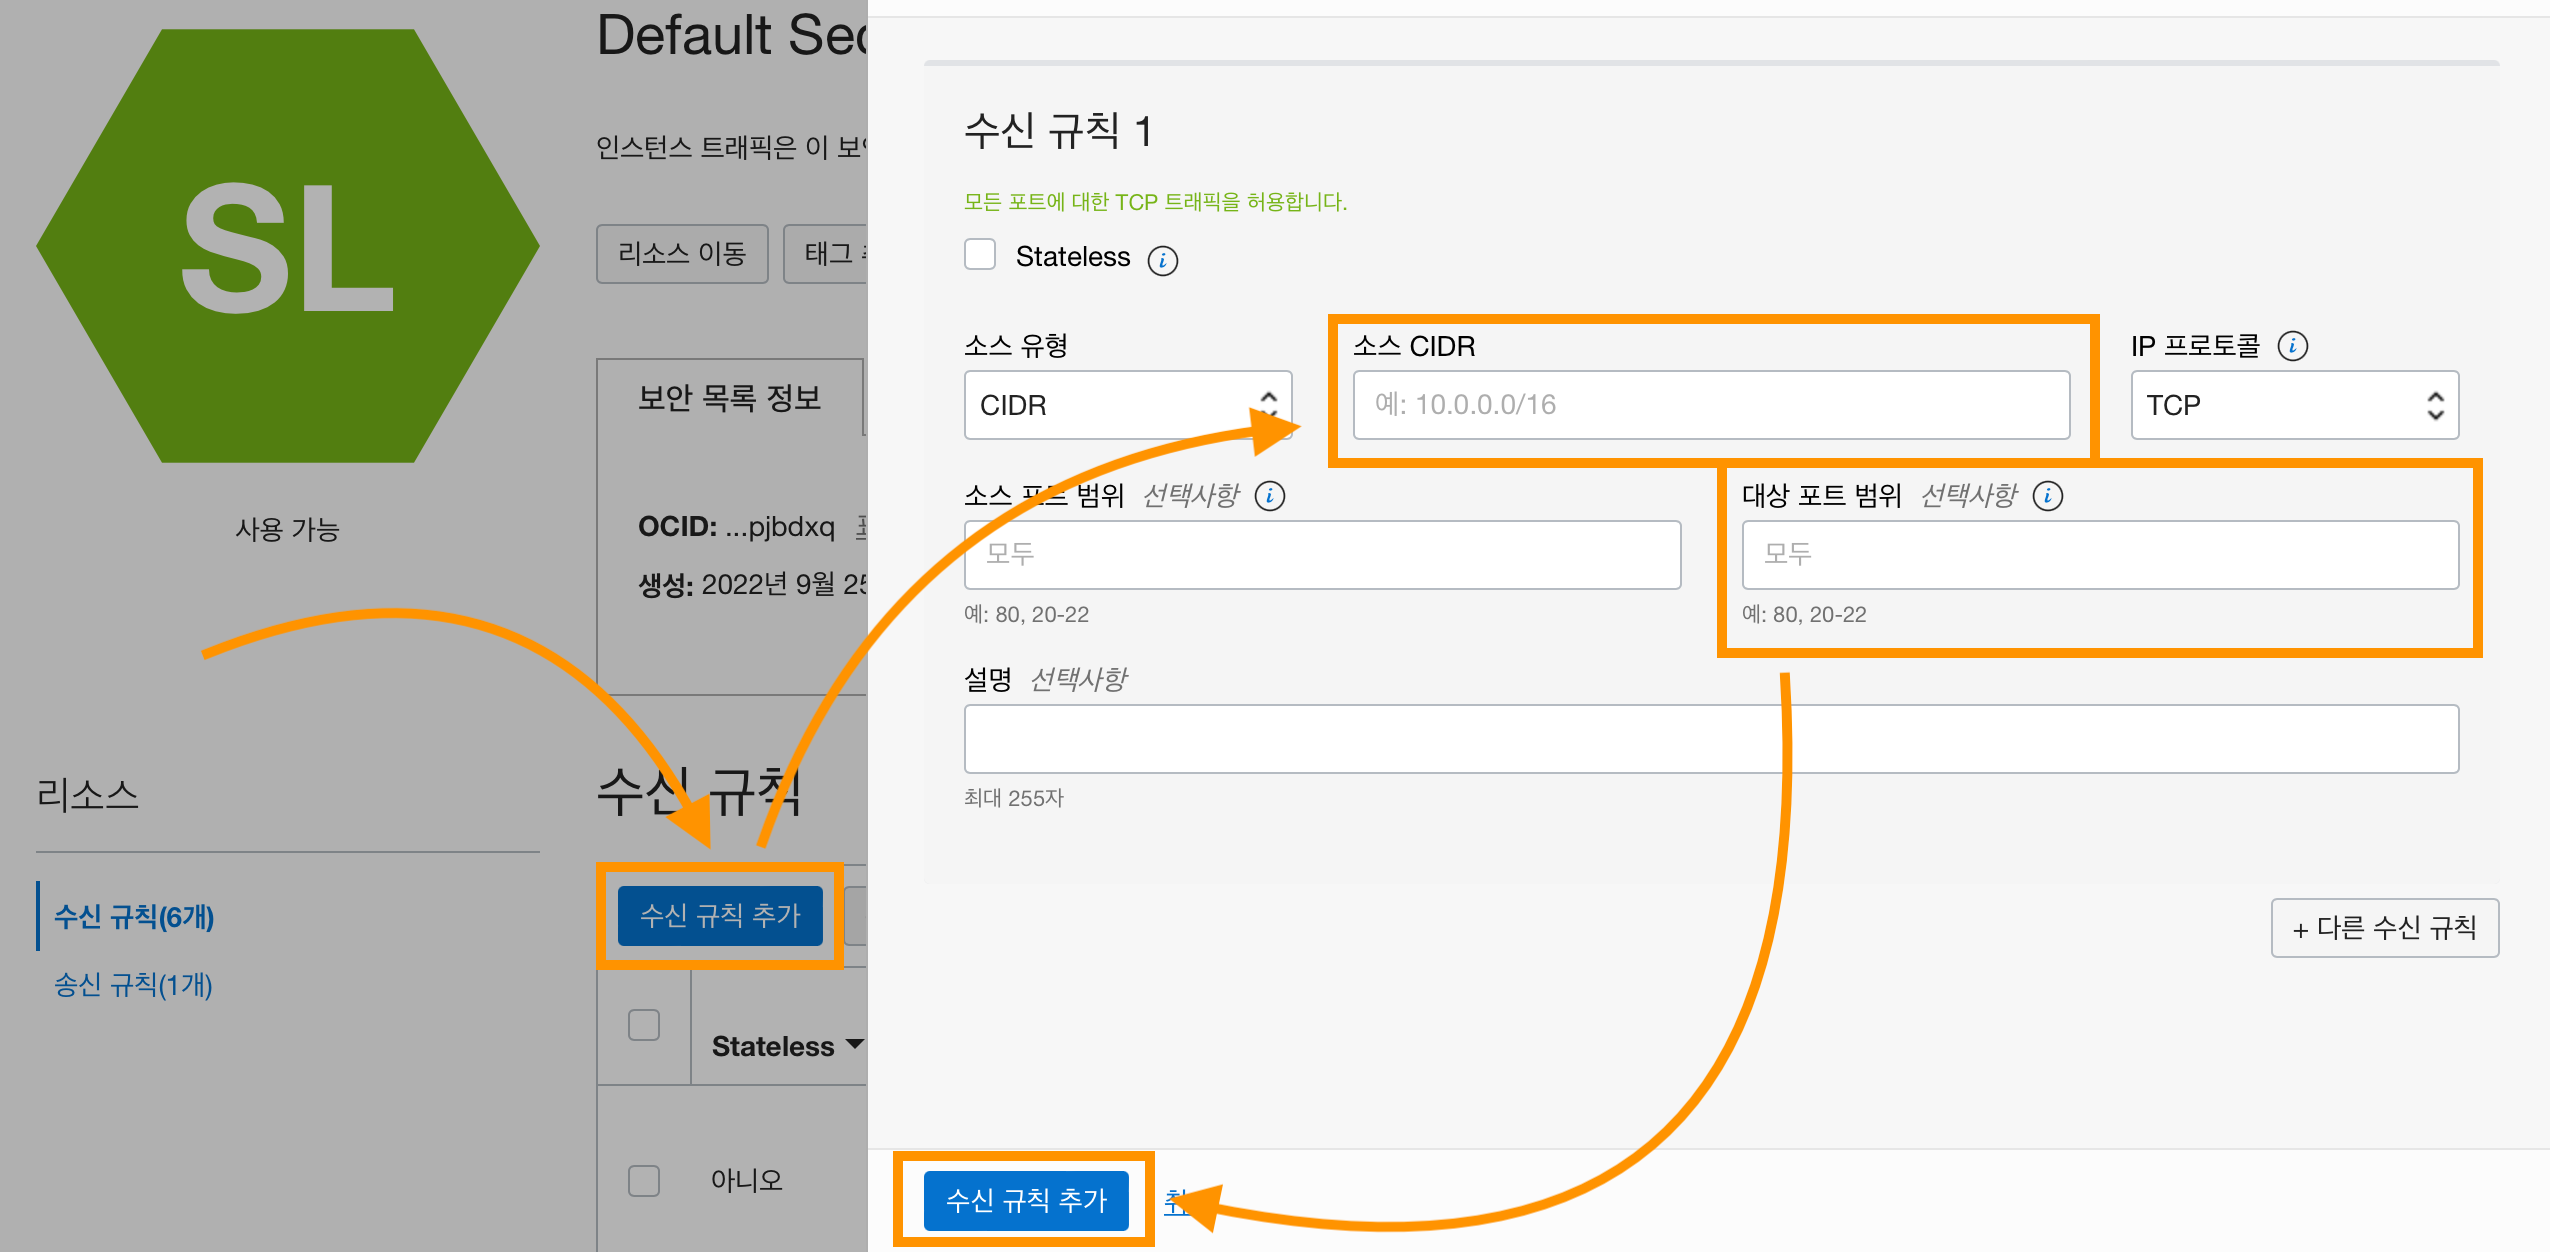 SL
사용 가능
리소스
수신 규칙(6개)
송신 규칙(1개)
Default Sec
인스턴스 트래픽은 이
리소스 이동
태그
보안 목록 정보
OCID: ...pjbdxq
생성: 2022년 9월 25
수신 규칙
수신 규칙 추가
Stateless
아니오
수신 규칙 1
모든 포트에 대한 TCP 트래픽을 허용합니다.
Stateless i
소스 유형
CIDR
소스 CIDR
예: 10.0.0.0/16
IP 프로토콜 i
TCP
소스 포트 범위 선택사항 i
모두
예: 80, 20-22
대상 포트 범위 선택사항 i
모두
예: 80, 20-22
설명 선택사항
최대 255자
+ 다른 수신 규칙
수신 규칙 추가